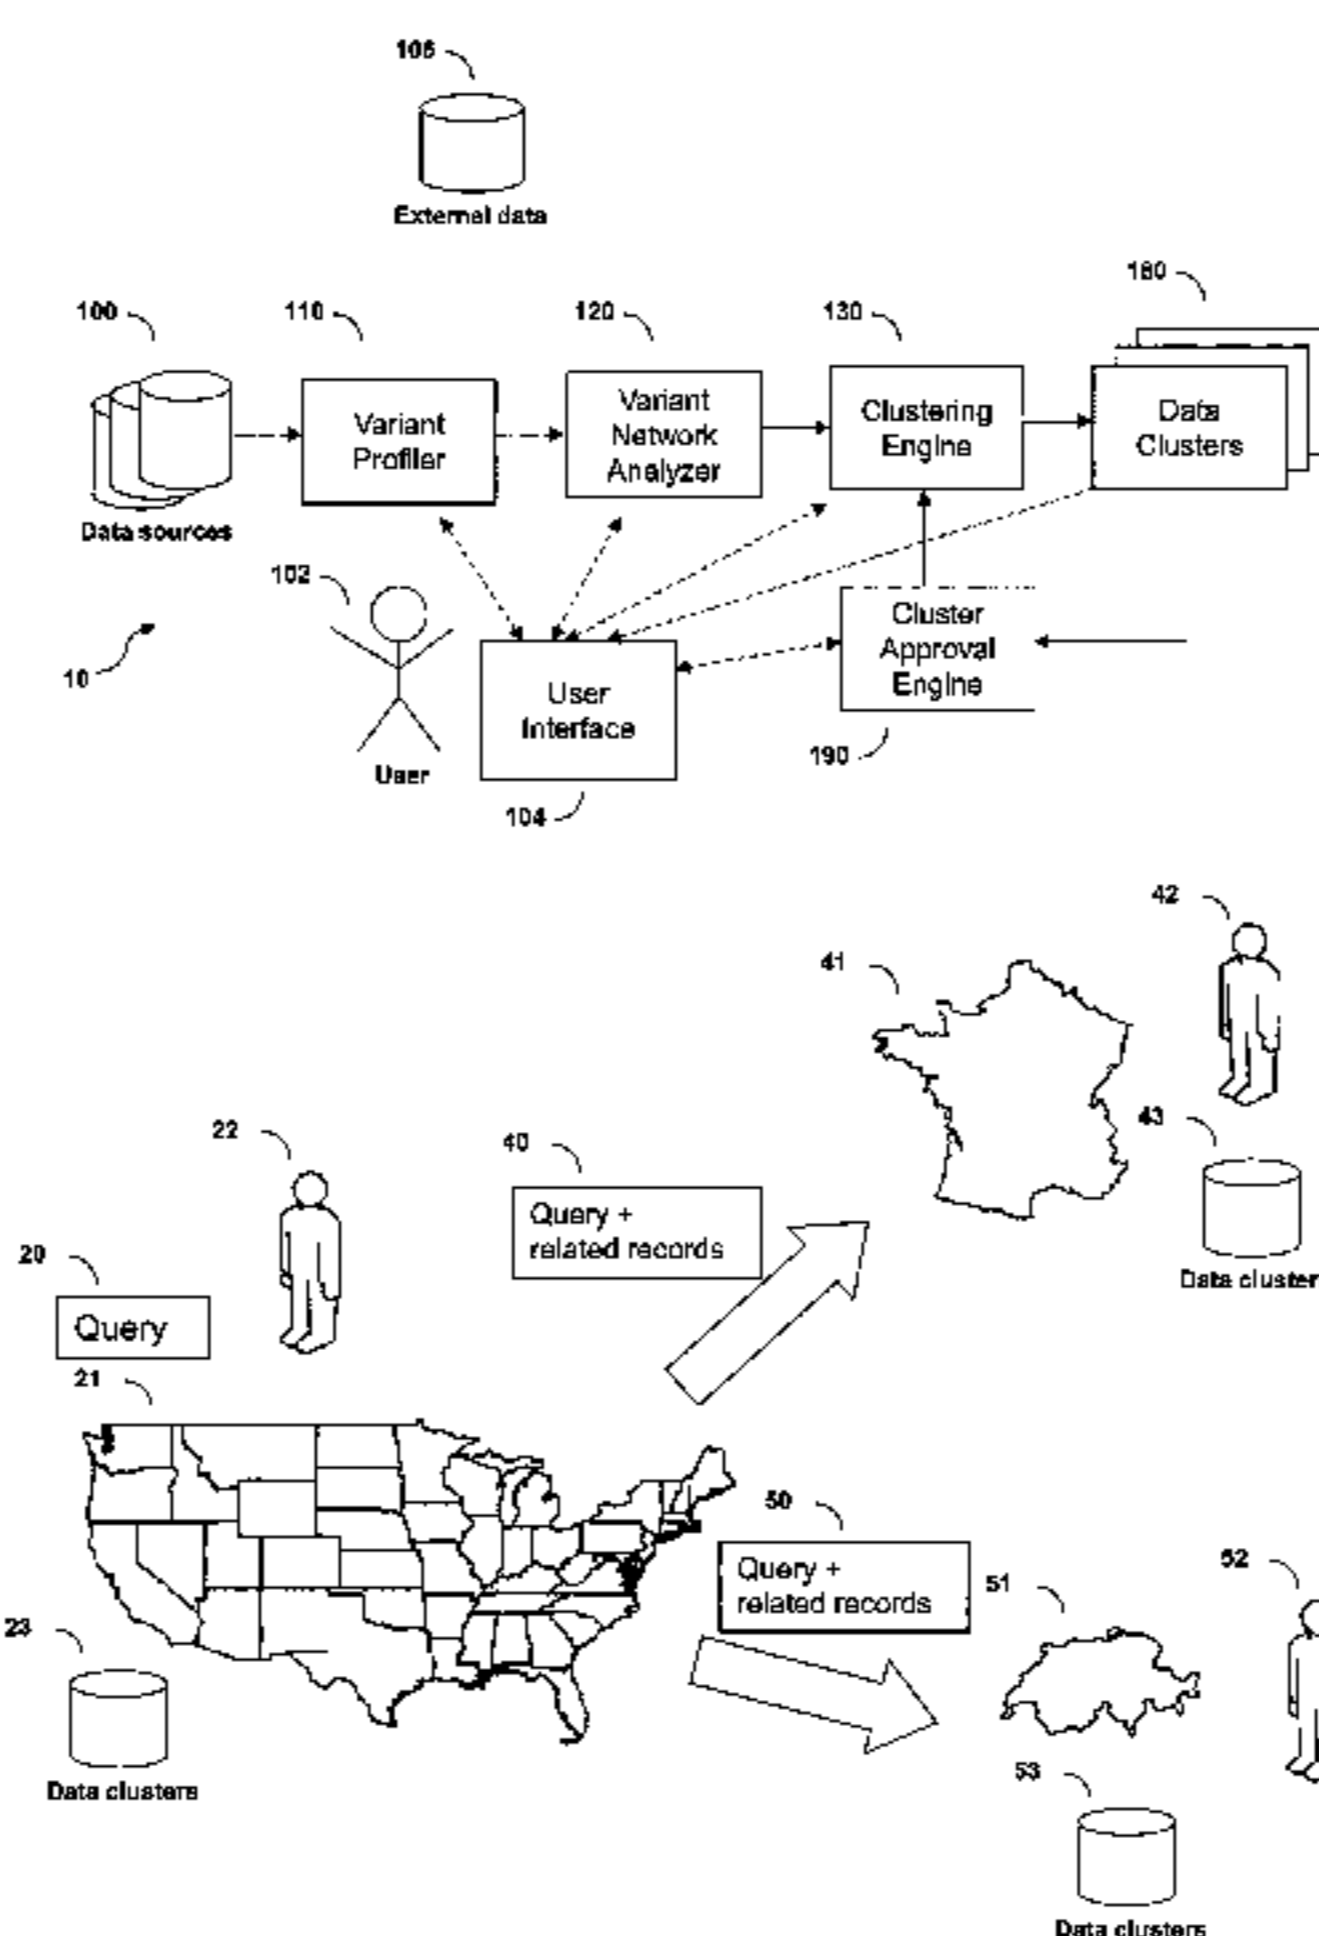 106
External data
180
100
110
120
130
Variant
Profiler
Variant
Network
Analyzer
Clustering
Engine
Data
Clusters
Data sources
102
10
User
User
Interface
104
Cluster
Approval
Engine
190
42
41
43
Data cluster
22
40
Query +
related records
20
Query
21
50
Query +
related records
51
52
23
Data clusters
53
Data clusters